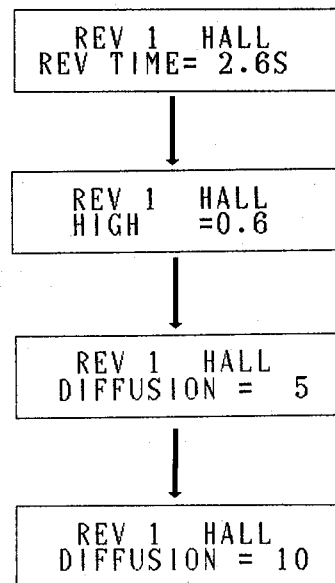 REV 1 HALL
REV TIME= 2.6S
REV 1 HALL
HIGH =0.6
REV 1 HALL
DIFFUSION = 5
REV 1 HALL
DIFFUSION = 10